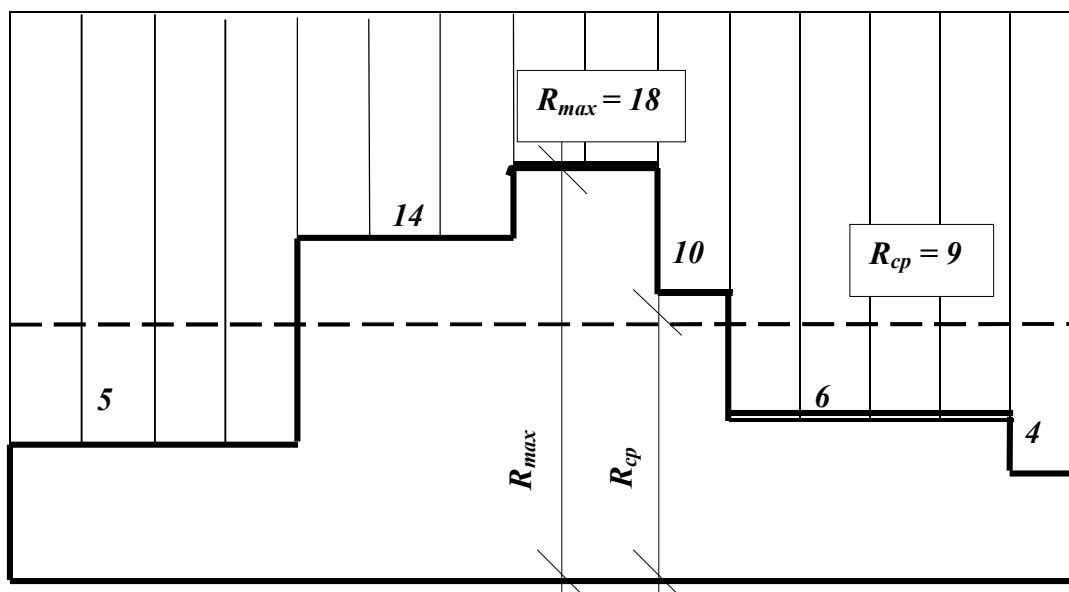 R_max = 18
14
10
R_cp = 9
5
6
4
R_max
R_cp